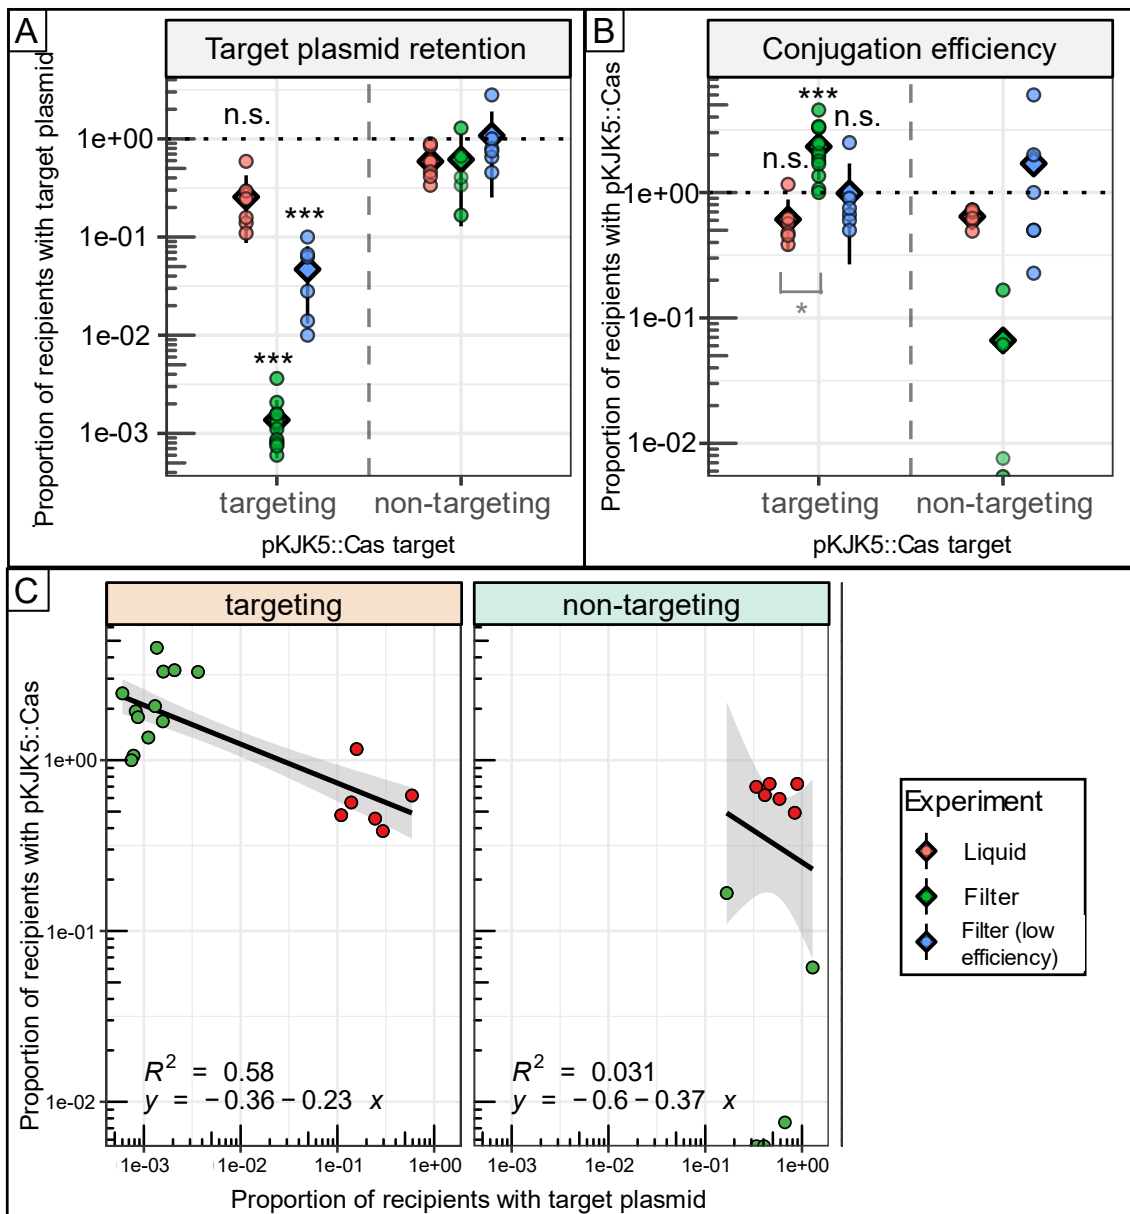 A
Target plasmid retention
Proportion of recipients with target plasmid
1e+00
1e-01
1e-02
1e-03
n.s.
***
***
targeting
non-targeting
pKJK5::Cas target
B
Conjugation efficiency
Proportion of recipients with pKJK5::Cas
1e+00
1e-01
1e-02
***
n.s.
n.s.
*
targeting
non-targeting
pKJK5::Cas target
C
targeting
non-targeting
Proportion of recipients with pKJK5::Cas
1e+00
1e-01
1e-02
R² = 0.58
y = −0.36 − 0.23 x
R² = 0.031
y = −0.6 − 0.37 x
1e-03 1e-02 1e-01 1e+00
1e-03 1e-02 1e-01 1e+00
Proportion of recipients with target plasmid
Experiment
Liquid
Filter
Filter (low
efficiency)